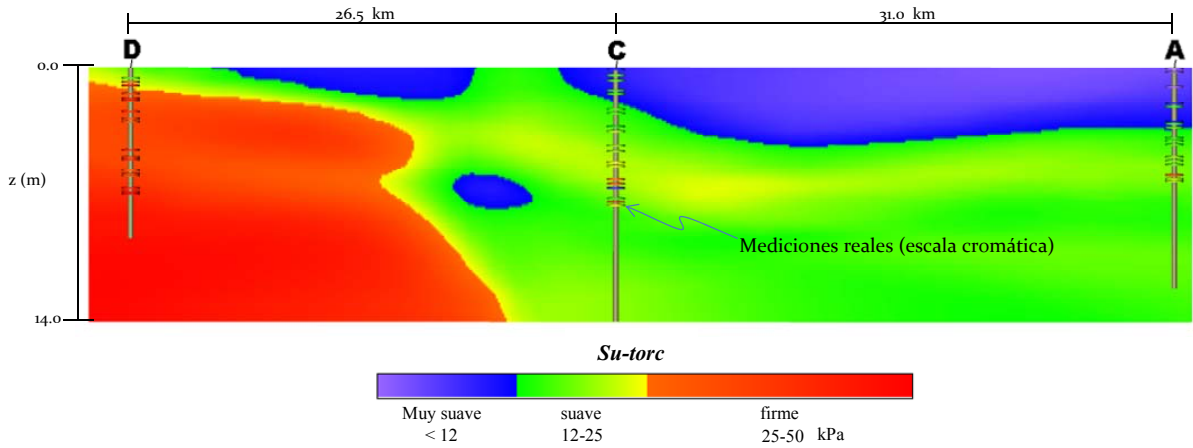 26.5 km
31.0 km
D
C
A
0.0
z (m)
Mediciones reales (escala cromática)
14.0
Su-torc
Muy suave
suave
firme
< 12
12-25
25-50 kPa